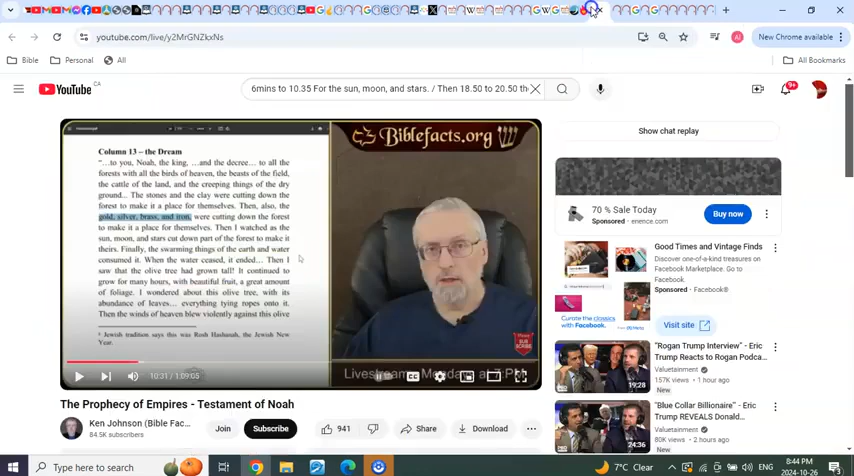 youtube.com/live/y2MrGNZkxNs
New Chrome available
Bible
Personal
All
All Bookmarks
YouTube
CA
6mins to 10.35 For the sun, moon, and stars. / Then 18.50 to 20.50 th
9+
Column 13 – the Dream
"…to you, Noah, the king, …and the decree… to all the
forests with all the birds of heaven, the beasts of the field,
the cattle of the land, and the creeping things of the dry
ground... The stones and the clay were cutting down the
forest to make it a place for themselves. Then, also, the
gold, silver, brass, and iron, were cutting down the forest
to make it a place for themselves. Then I watched as the
sun, moon, and stars cut down part of the forest to make it
theirs. Finally, the swarming things of the earth and water
consumed it. When the water ceased, it ended... Then I
saw that the olive tree had grown tall! It continued to
grow for many hours, with beautiful fruit, a great amount
of foliage. I wondered about this olive tree, with its
abundance of leaves... everything tying ropes onto it.
Then the winds of heaven blew violently against this olive
Jewish tradition says this was Rosh Hashanah, the Jewish New
Year.
Biblefacts.org
SUBSCRIBE
Livestream Mondays at 7 PM
10:31 / 1:09:05
CC
The Prophecy of Empires - Testament of Noah
Ken Johnson (Bible Fac...
84.5K subscribers
Join
Subscribe
941
Share
Download
Show chat replay
70 % Sale Today
Sponsored
enence.com
Buy now
Good Times and Vintage Finds
Discover one-of-a-kind treasures on
Facebook Marketplace. Go to
Facebook.
Sponsored
Facebook®
Curate the classics
with Facebook.
Visit site
"Rogan Trump Interview" - Eric
Trump Reacts to Rogan Podca...
Valuetainment
157K views • 1 hour ago
New
19:28
"Blue Collar Billionaire" - Eric
Trump REVEALS Donald...
Valuetainment
80K views • 2 hours ago
New
24:36
Type here to search
7°C Clear
ENG
8:44 PM
2024-10-26